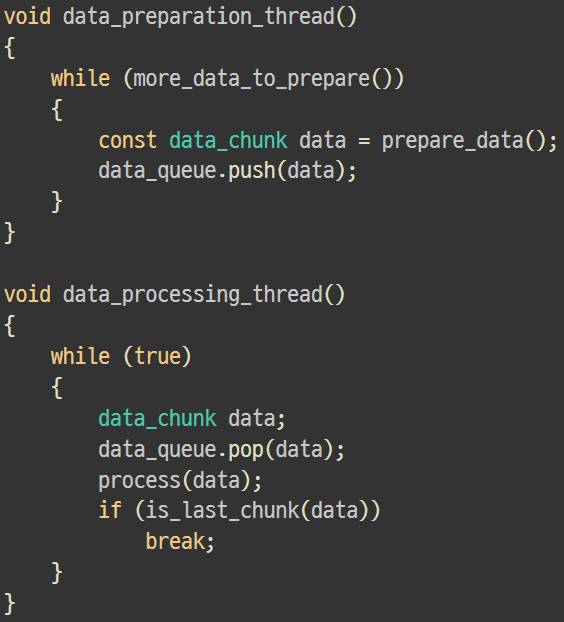 void data_preparation_thread()
{
    while (more_data_to_prepare())
    {
        const data_chunk data = prepare_data();
        data_queue.push(data);
    }
}

void data_processing_thread()
{
    while (true)
    {
        data_chunk data;
        data_queue.pop(data);
        process(data);
        if (is_last_chunk(data))
            break;
    }
}